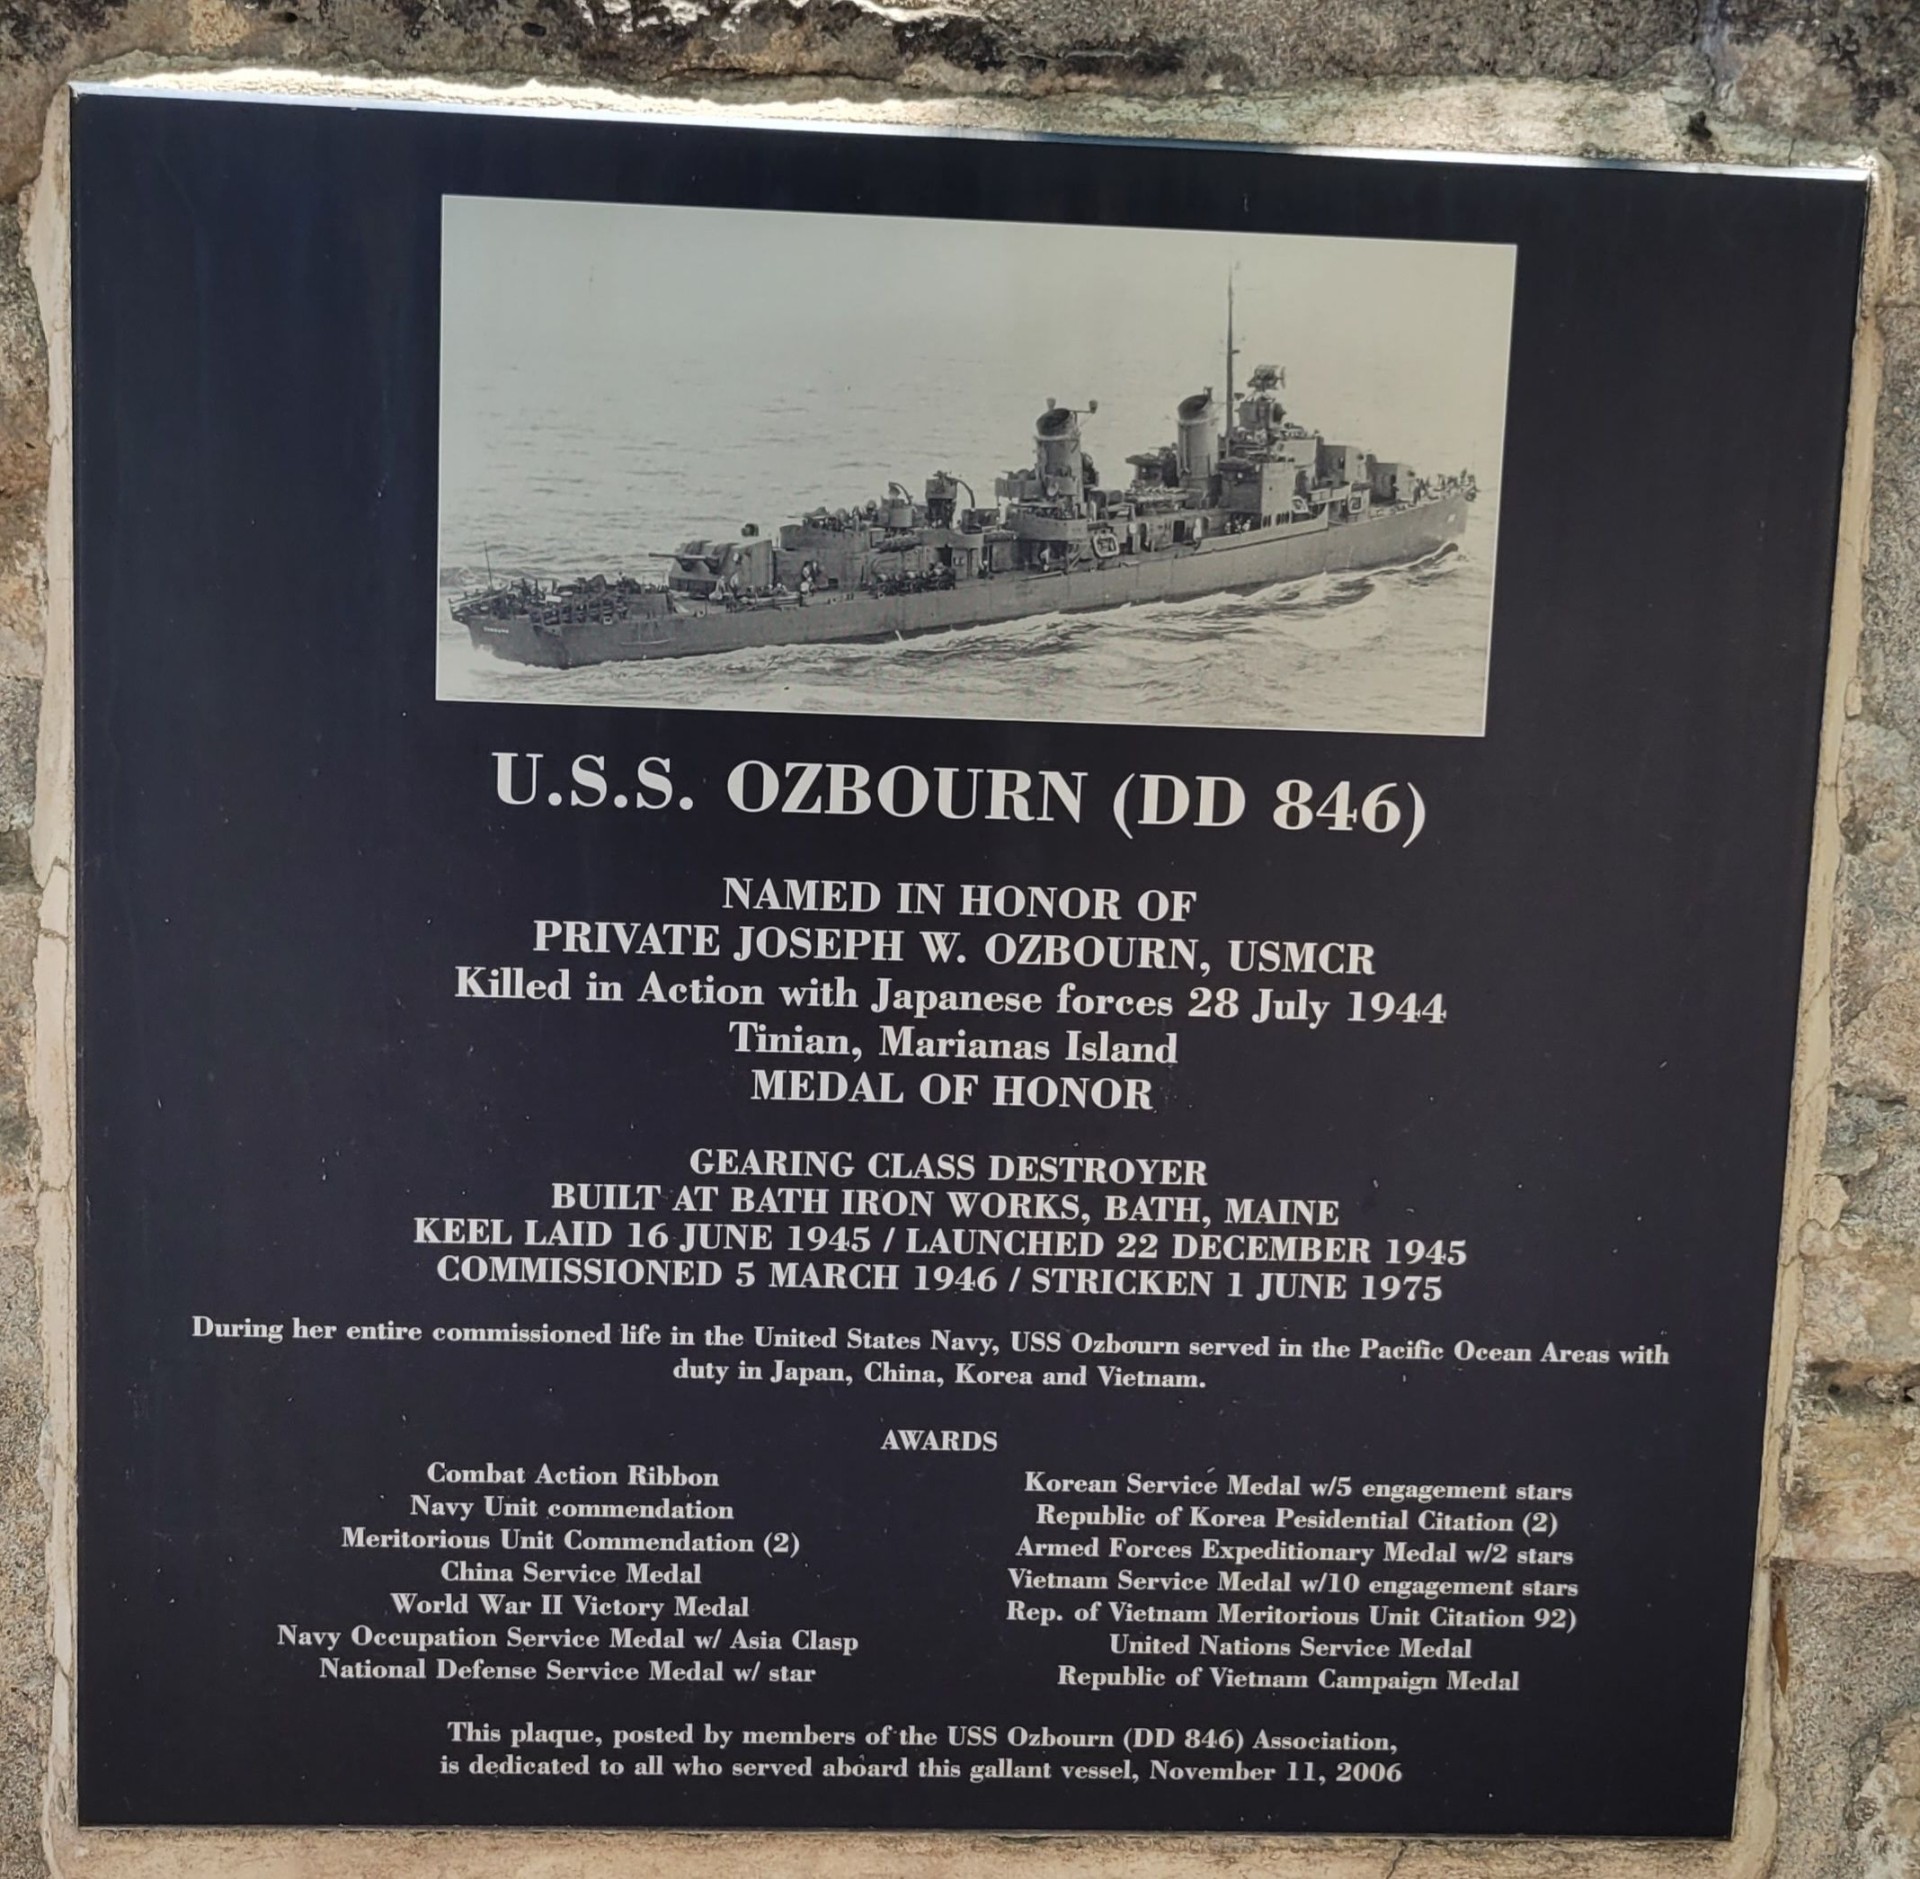 U.S.S. OZBOURN (DD 846)
NAMED IN HONOR OF
PRIVATE JOSEPH W. OZBOURN, USMCR
Killed in Action with Japanese forces 28 July 1944
Tinian, Marianas Island
MEDAL OF HONOR
GEARING CLASS DESTROYER
BUILT AT BATH IRON WORKS, BATH, MAINE
KEEL LAID 16 JUNE 1945 / LAUNCHED 22 DECEMBER 1945
COMMISSIONED 5 MARCH 1946 / STRICKEN 1 JUNE 1975
During her entire commissioned life in the United States Navy, USS Ozbourn served in the Pacific Ocean Areas with
duty in Japan, China, Korea and Vietnam.
AWARDS
Combat Action Ribbon
Navy Unit commendation
Meritorious Unit Commendation (2)
China Service Medal
World War II Victory Medal
Navy Occupation Service Medal w/ Asia Clasp
National Defense Service Medal w/ star
Korean Service Medal w/5 engagement stars
Republic of Korea Pesidential Citation (2)
Armed Forces Expeditionary Medal w/2 stars
Vietnam Service Medal w/10 engagement stars
Rep. of Vietnam Meritorious Unit Citation 92)
United Nations Service Medal
Republic of Vietnam Campaign Medal
This plaque, posted by members of the USS Ozbourn (DD 846) Association,
is dedicated to all who served aboard this gallant vessel, November 11, 2006